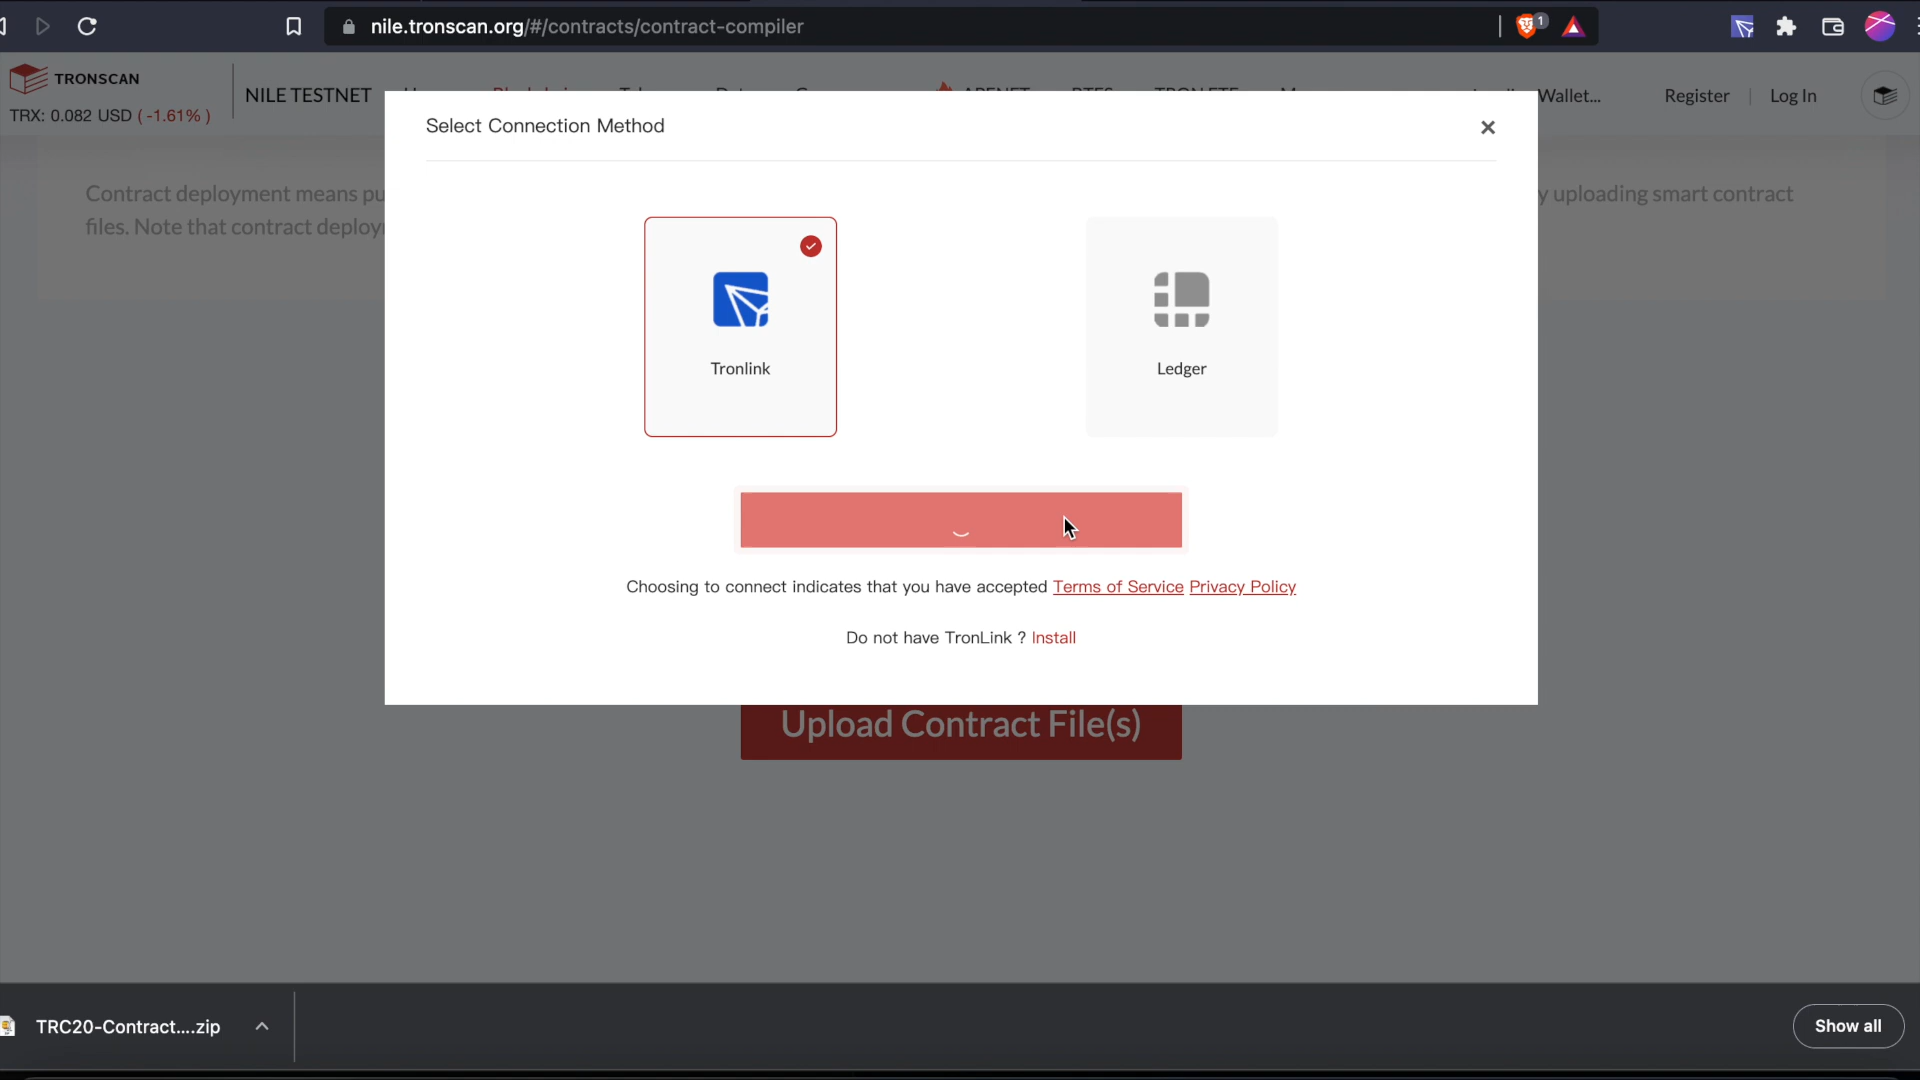 nile.tronscan.org/#/contracts/contract-compiler
1
TRONSCAN
TRX: 0.082 USD ( -1.61% )
NILE TESTNET
Wallet...
Register | Log In
Select Connection Method
Contract deployment means
y uploading smart contract
files. Note that contract
Tronlink
Ledger
Choosing to connect indicates that you have accepted Terms of Service Privacy Policy
Do not have TronLink ? Install
Upload Contract File(s)
TRC20-Contract....zip
Show all